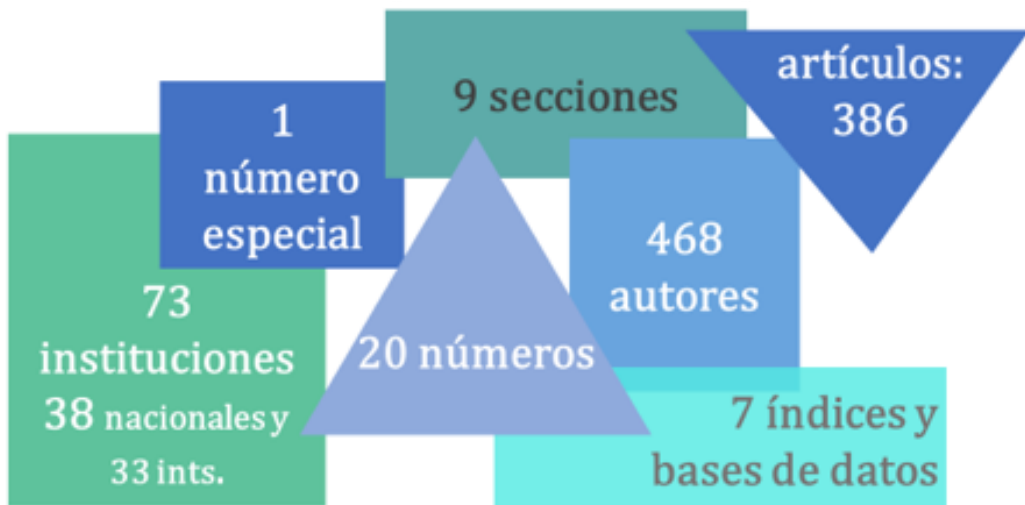 9 secciones
artículos:
386
1
número
especial
468
autores
73
instituciones
38 nacionales y
33 ints.
20 números
7 índices y
bases de datos